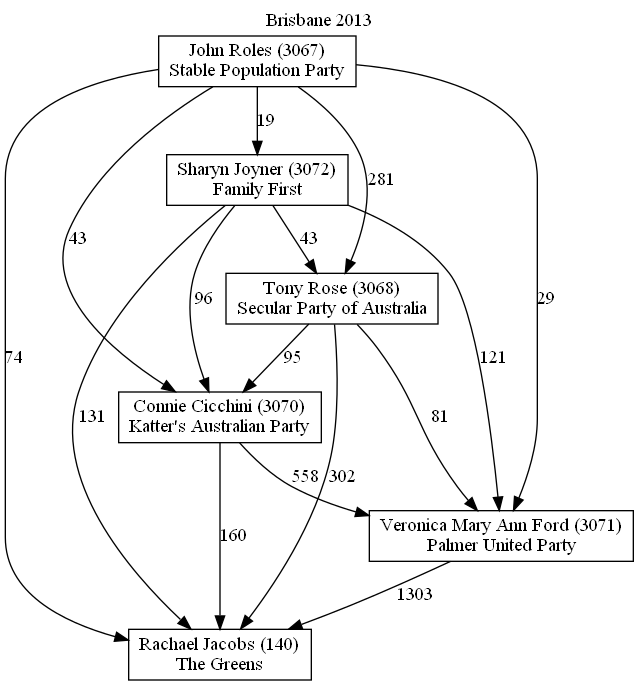 Brisbane 2013
John Roles (3067)
Stable Population Party
19
Sharyn Joyner (3072)
Family First
281
43
43
Tony Rose (3068)
Secular Party of Australia
96
29
74
95
121
Connie Cicchini (3070)
Katter's Australian Party
131
81
558
302
Veronica Mary Ann Ford (3071)
Palmer United Party
160
1303
Rachael Jacobs (140)
The Greens